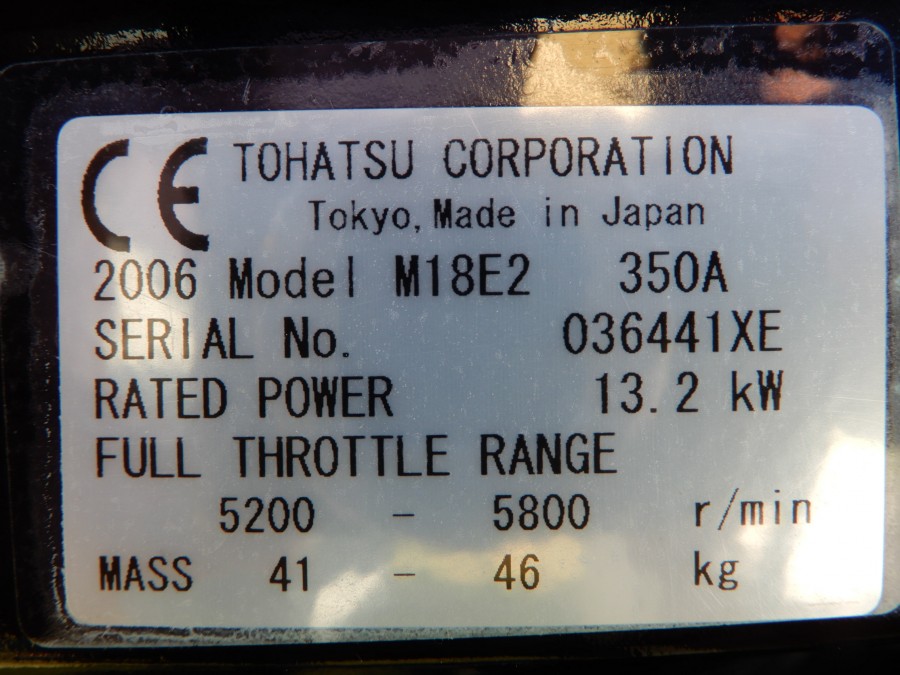 CE TOHATSU CORPORATION
Tokyo, Made in Japan
2006 Model M18E2 350A
SERIAL No. 036441XE
RATED POWER 13.2 kW
FULL THROTTLE RANGE
5200 - 5800 r/min
MASS 41 - 46 kg